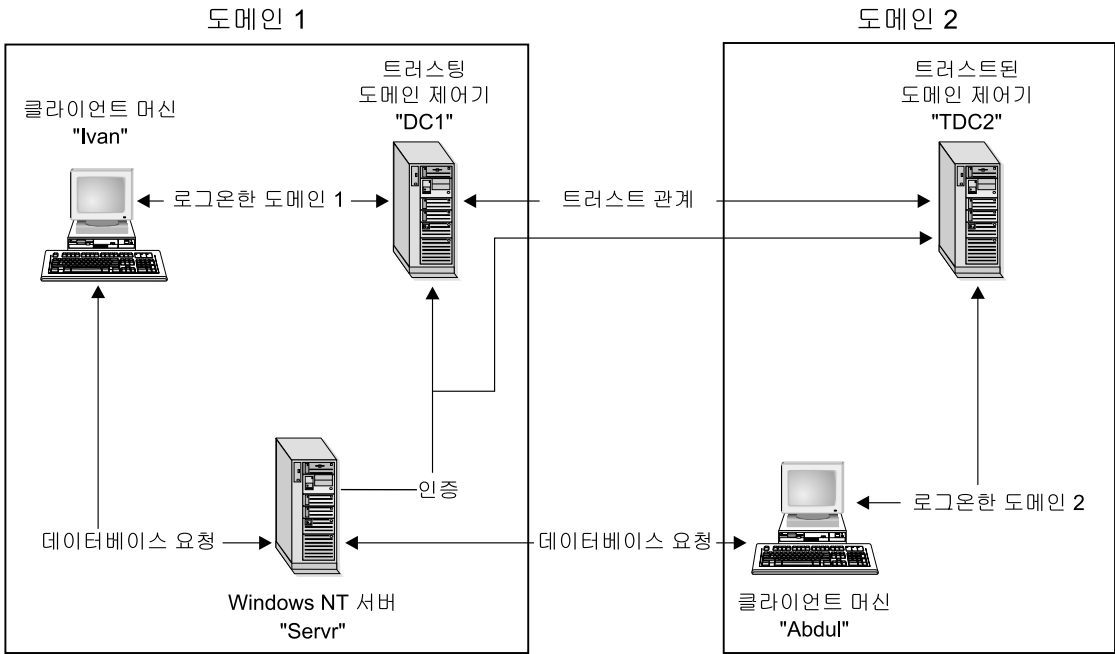 도메인 1
도메인 2
트러스팅
도메인 제어기
"DC1"
트러스트된
도메인 제어기
"TDC2"
클라이언트 머신
"Ivan"
로그온한 도메인 1
트러스트 관계
인증
로그온한 도메인 2
데이터베이스 요청
데이터베이스 요청
Windows NT 서버
"Servr"
클라이언트 머신
"Abdul"